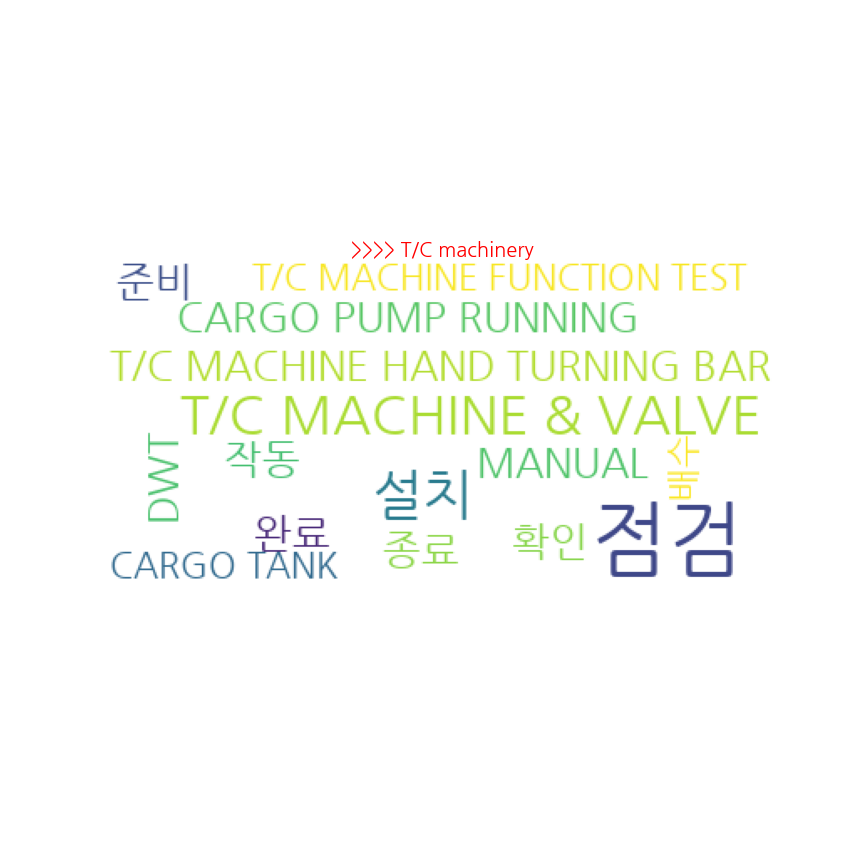 >>>> T/C machinery
준비
T/C MACHINE FUNCTION TEST
CARGO PUMP RUNNING
T/C MACHINE HAND TURNING BAR
T/C MACHINE & VALVE
DWT
작동
설치
MANUAL
배수
완료
종료
확인
점검
CARGO TANK